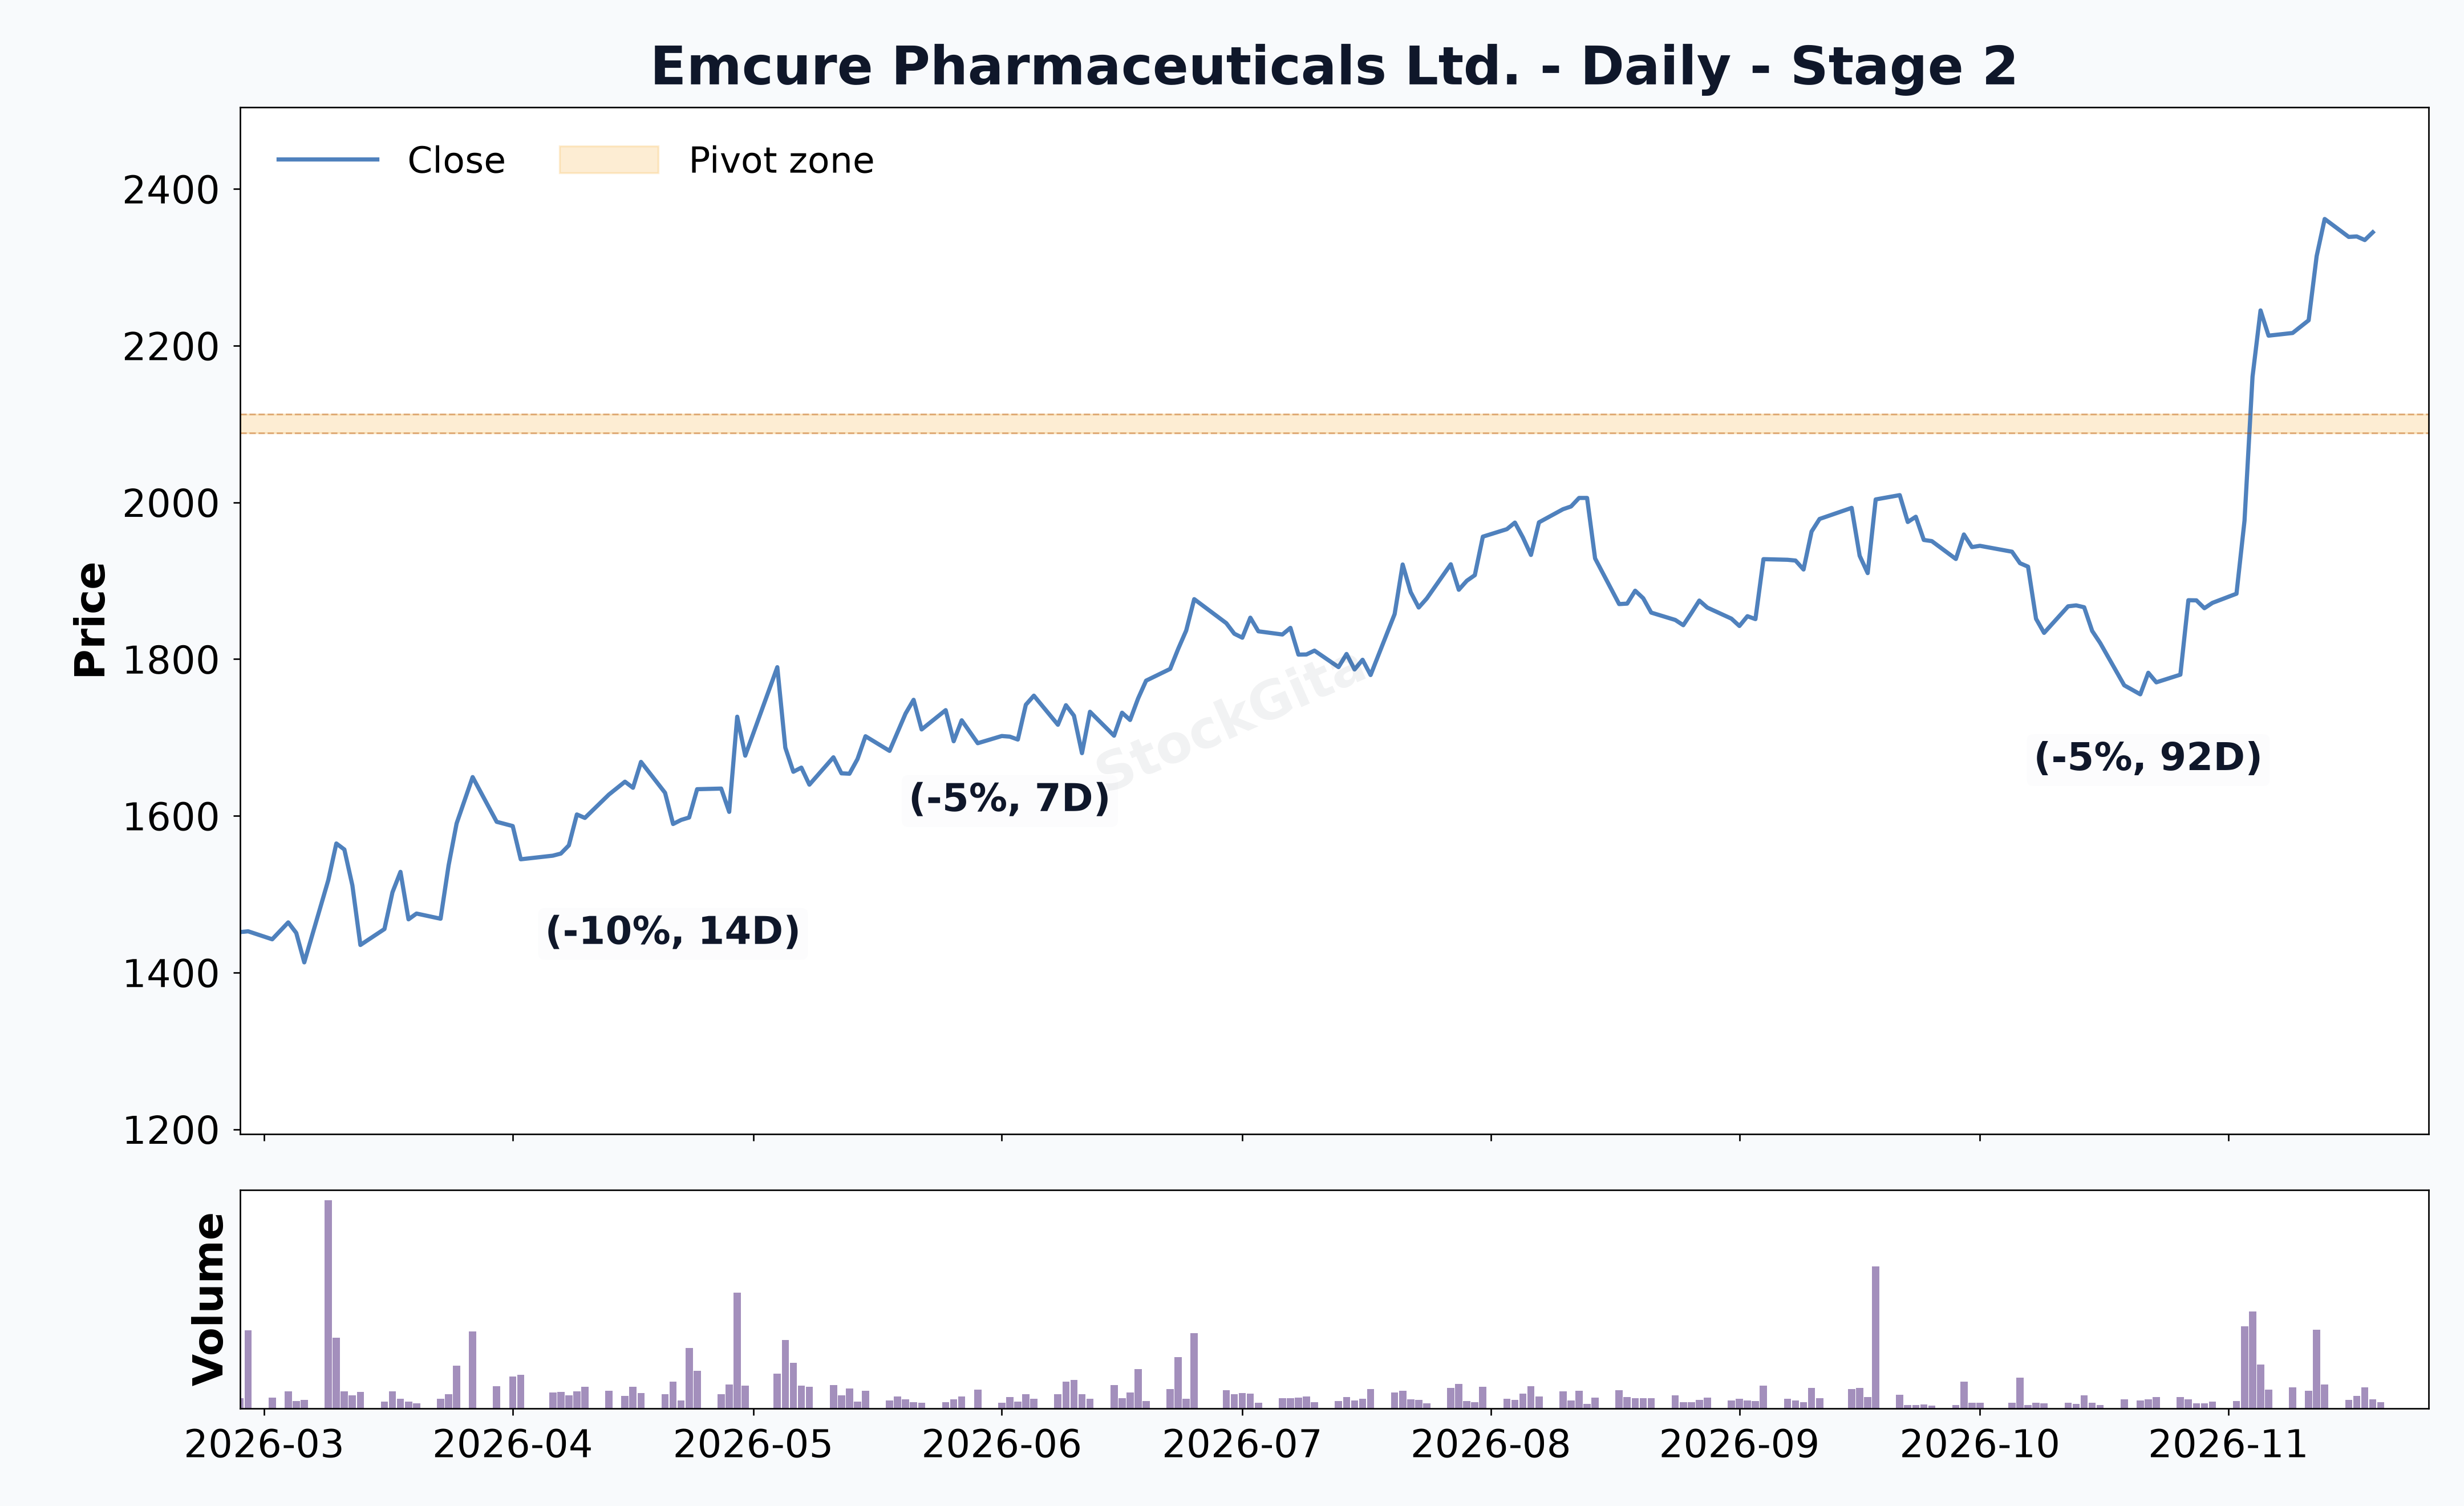 Emcure Pharmaceuticals Ltd. - Daily - Stage 2
Close
Pivot zone
2400
2200
2000
1800
1600
1400
1200
Price
(-10%, 14D)
(-5%, 7D)
(-5%, 92D)
StockGita
Volume
2026-03
2026-04
2026-05
2026-06
2026-07
2026-08
2026-09
2026-10
2026-11